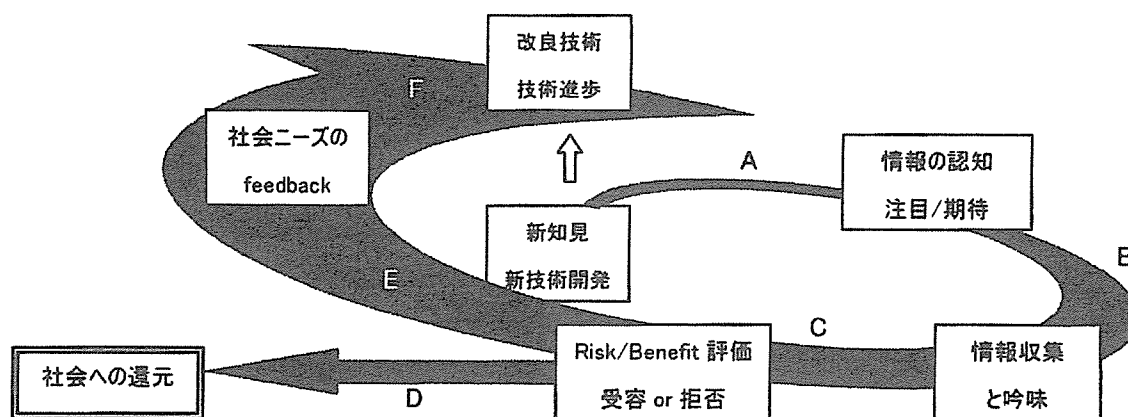 改良技術
技術進歩
F
社会ニーズの
feedback
A
情報の認知
注目/期待
新知見
新技術開発
B
E
C
Risk/Benefit 評価
受容 or 拒否
情報収集
と吟味
D
社会への還元